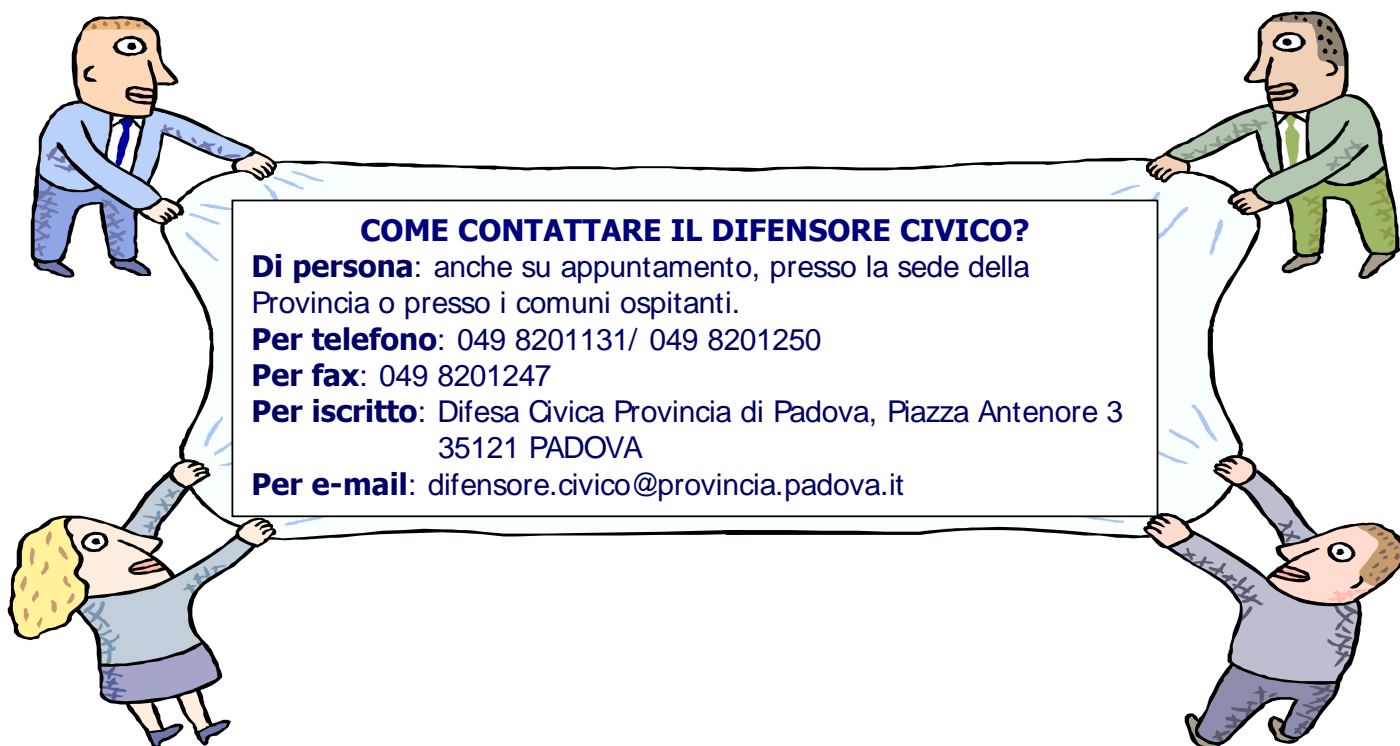 COME CONTATTARE IL DIFENSORE CIVICO?
Di persona: anche su appuntamento, presso la sede della
Provincia o presso i comuni ospitanti.
Per telefono: 049 8201131/ 049 8201250
Per fax: 049 8201247
Per iscritto: Difesa Civica Provincia di Padova, Piazza Antenore 3
35121 PADOVA
Per e-mail: difensore.civico@provincia.padova.it